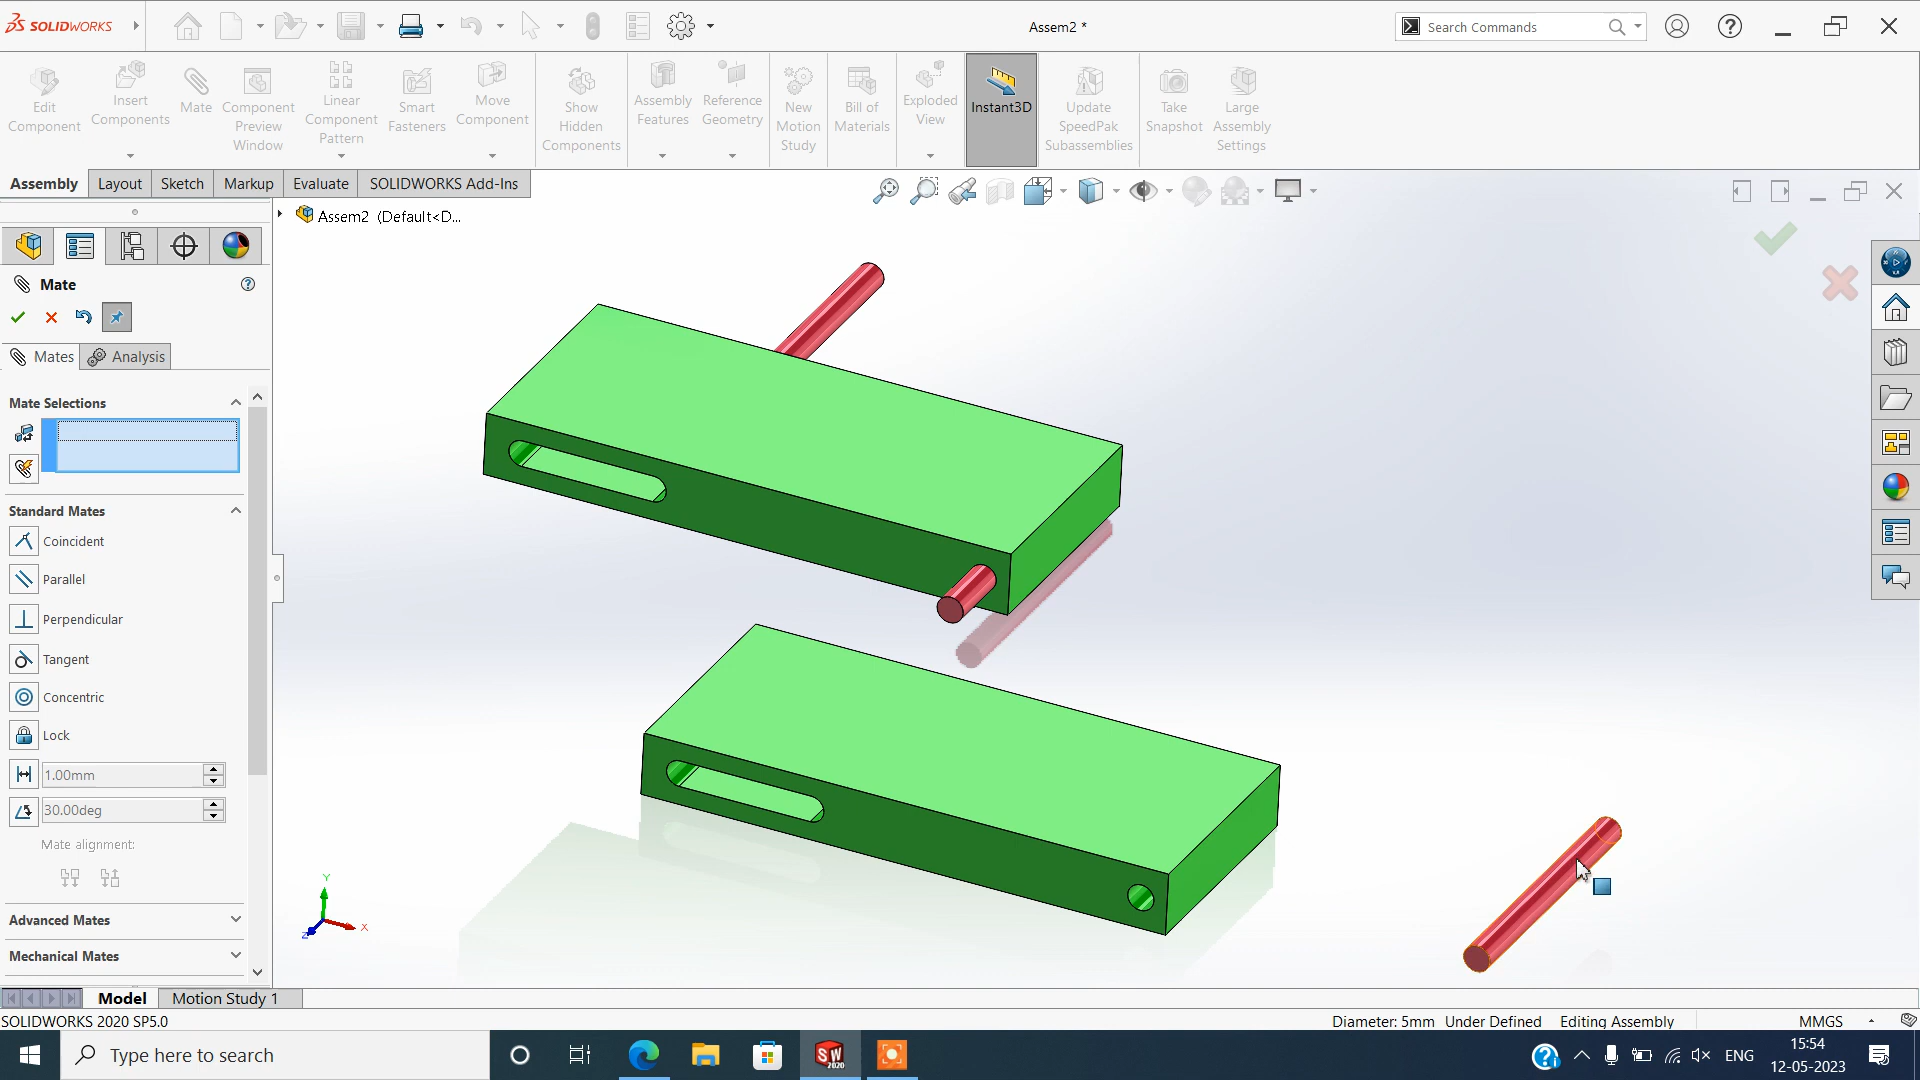 SOLIDWORKS
Assem2 *
Search Commands
Edit
Component
Insert
Components
Mate
Component
Preview
Window
Linear
Component
Pattern
Smart
Fasteners
Move
Component
Show
Hidden
Components
Assembly
Features
Reference
Geometry
New
Motion
Study
Bill of
Materials
Exploded
View
Instant3D
Update
SpeedPak
Subassemblies
Take
Snapshot
Large
Assembly
Settings
Assembly
Layout
Sketch
Markup
Evaluate
SOLIDWORKS Add-Ins
Assem2 (Default<D...
Mate
Mates
Analysis
Mate Selections
Standard Mates
Coincident
Parallel
Perpendicular
Tangent
Concentric
Lock
1.00mm
30.00deg
Mate alignment:
Advanced Mates
Mechanical Mates
Y
X
Z
Model
Motion Study 1
SOLIDWORKS 2020 SP5.0
Diameter: 5mm Under Defined Editing Assembly MMGS
Type here to search
SW
2020
ENG
15:54
12-05-2023